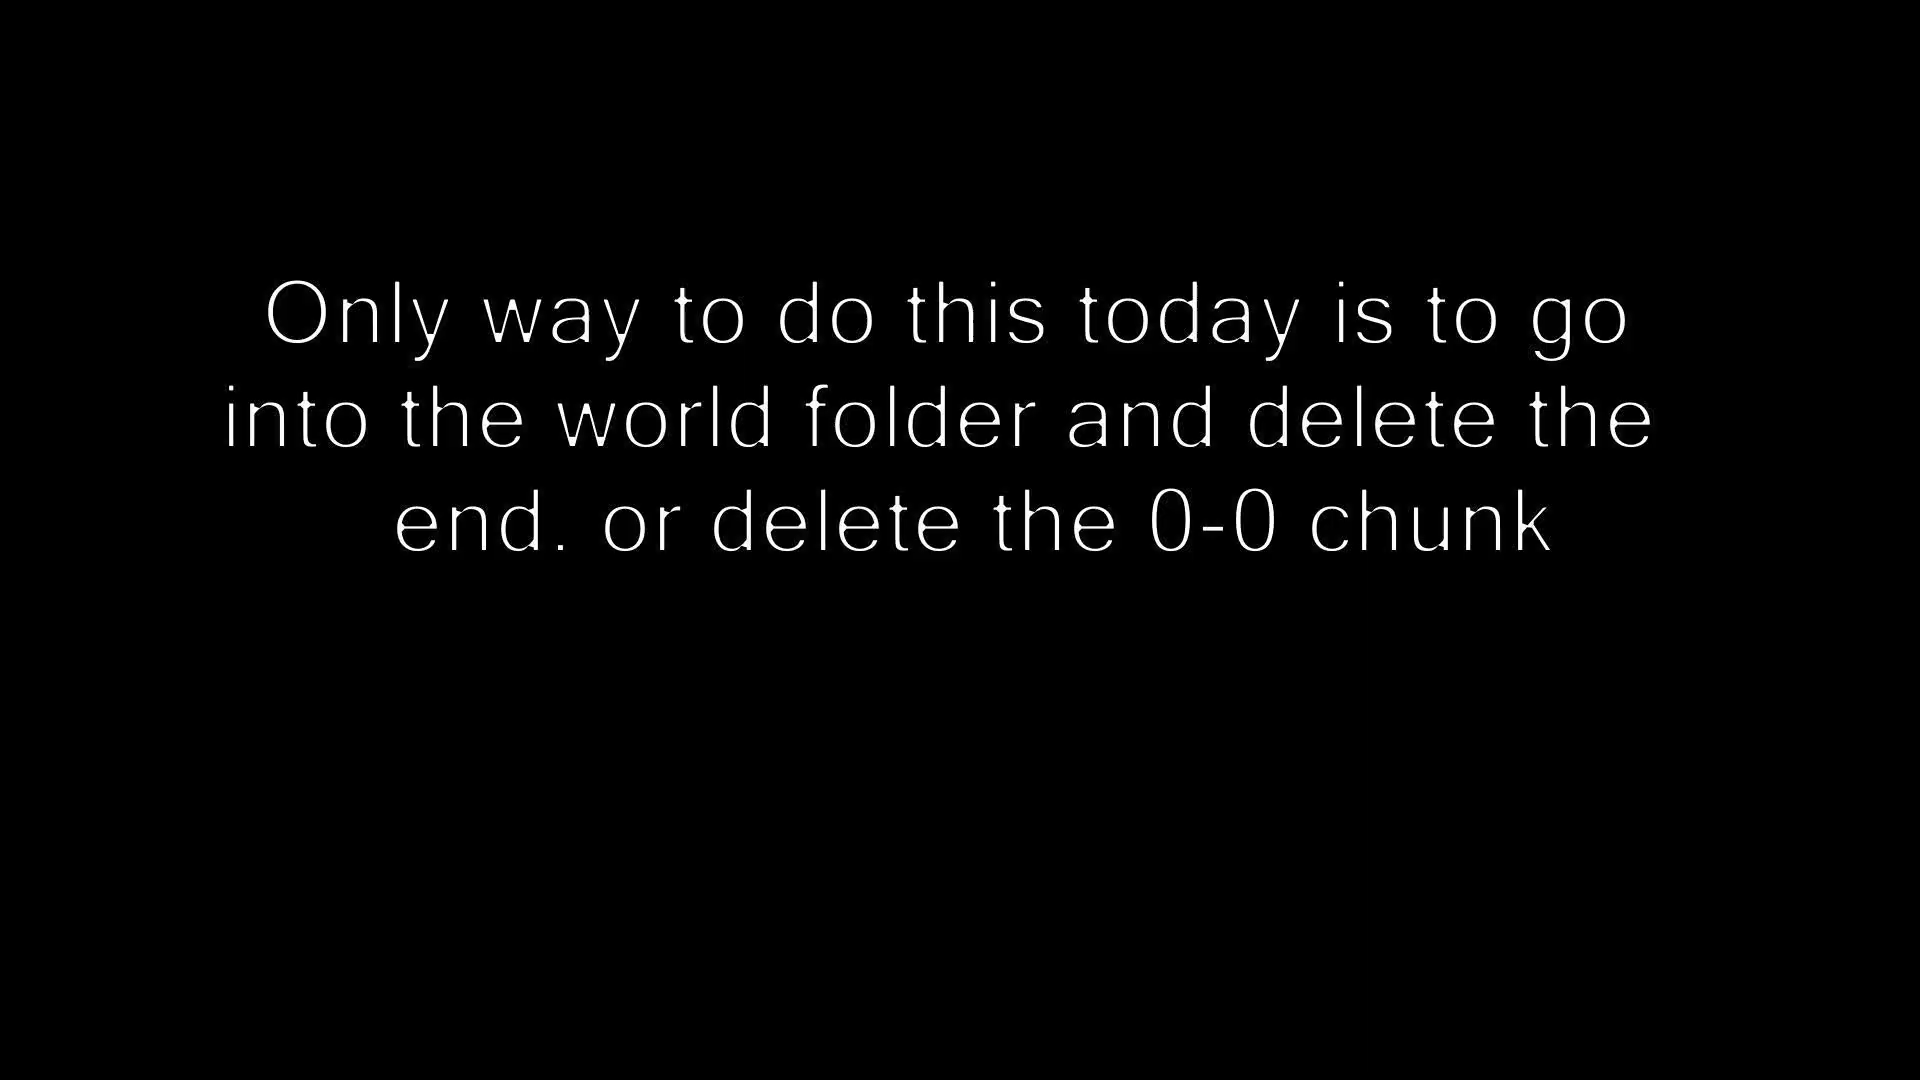 Only way to do this today is to go
into the world folder and delete the
end. or delete the 0-0 chunk